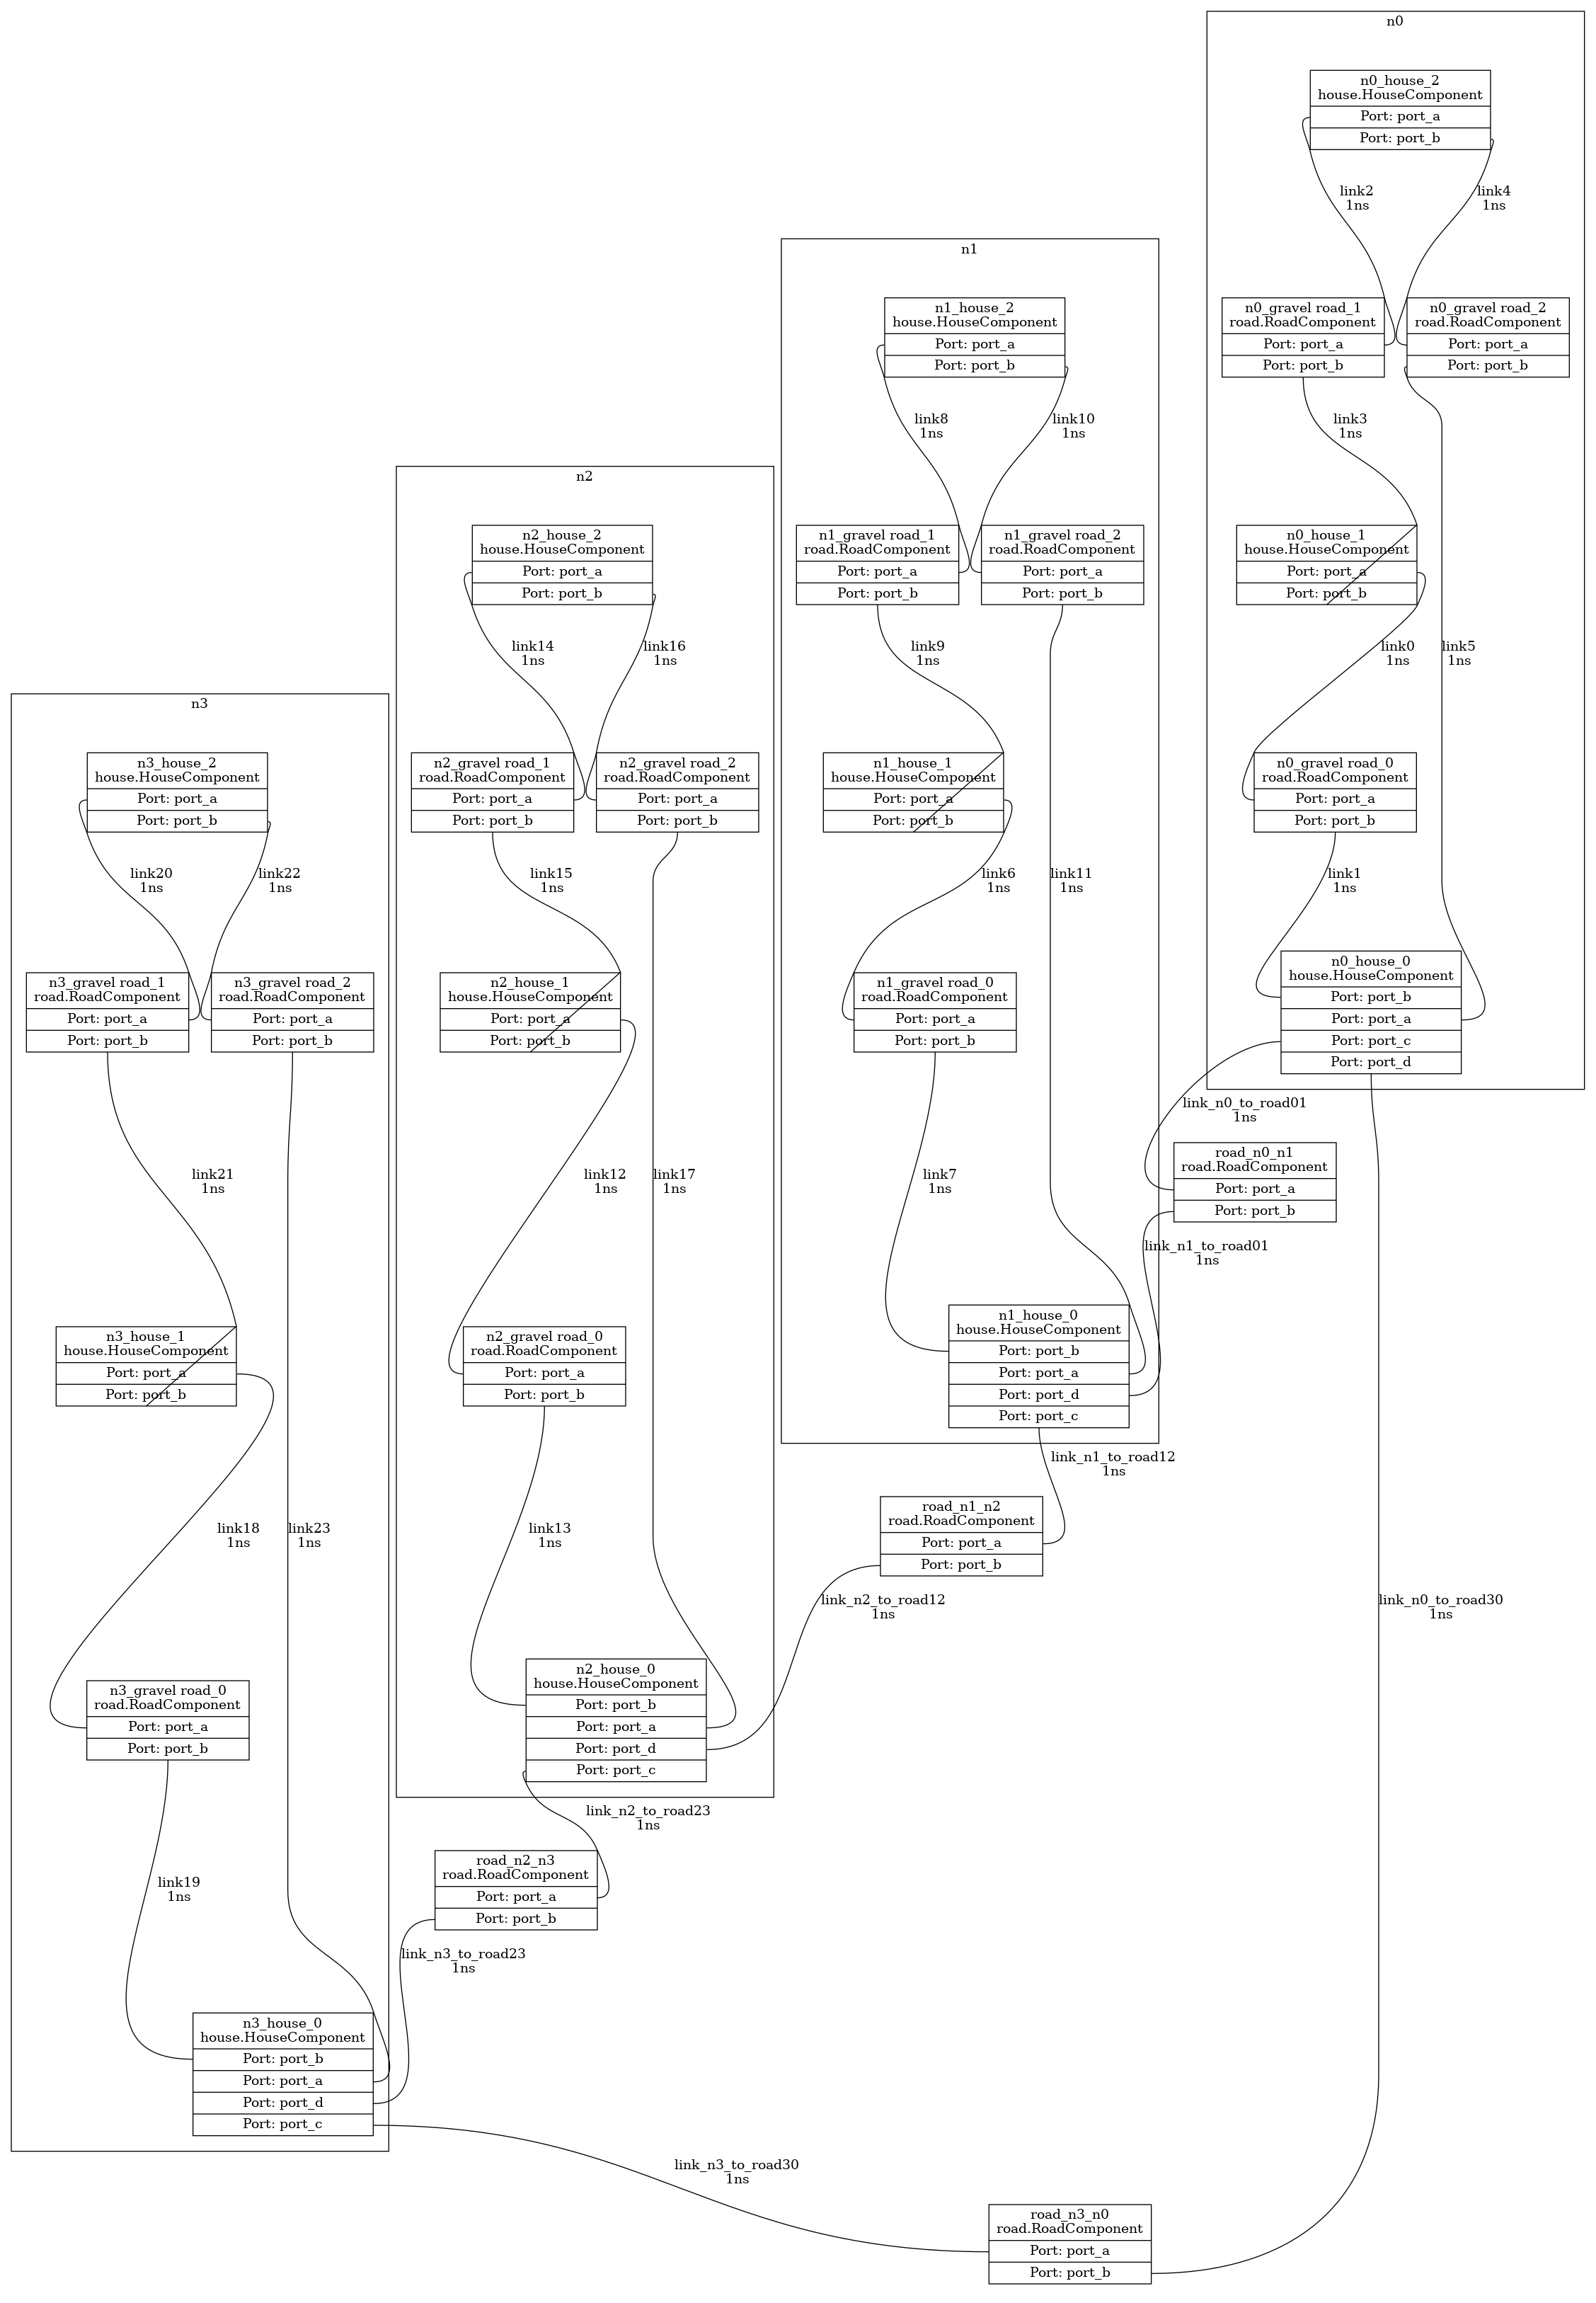 n0
n0_house_2
house.HouseComponent
Port: port_a
Port: port_b
link2
1ns
link4
1ns
n0_gravel road_1
road.RoadComponent
Port: port_a
Port: port_b
n0_gravel road_2
road.RoadComponent
Port: port_a
Port: port_b
link3
1ns
n0_house_1
house.HouseComponent
Port: port_a
Port: port_b
link0
1ns
link5
1ns
n0_gravel road_0
road.RoadComponent
Port: port_a
Port: port_b
link1
1ns
n0_house_0
house.HouseComponent
Port: port_b
Port: port_a
Port: port_c
Port: port_d
n1
n1_house_2
house.HouseComponent
Port: port_a
Port: port_b
link8
1ns
link10
1ns
n1_gravel road_1
road.RoadComponent
Port: port_a
Port: port_b
n1_gravel road_2
road.RoadComponent
Port: port_a
Port: port_b
link9
1ns
n1_house_1
house.HouseComponent
Port: port_a
Port: port_b
link6
1ns
link11
1ns
n1_gravel road_0
road.RoadComponent
Port: port_a
Port: port_b
link7
1ns
n1_house_0
house.HouseComponent
Port: port_b
Port: port_a
Port: port_d
Port: port_c
n2
n2_house_2
house.HouseComponent
Port: port_a
Port: port_b
link14
1ns
link16
1ns
n2_gravel road_1
road.RoadComponent
Port: port_a
Port: port_b
n2_gravel road_2
road.RoadComponent
Port: port_a
Port: port_b
link15
1ns
n2_house_1
house.HouseComponent
Port: port_a
Port: port_b
link12
1ns
link17
1ns
n2_gravel road_0
road.RoadComponent
Port: port_a
Port: port_b
link13
1ns
n2_house_0
house.HouseComponent
Port: port_b
Port: port_a
Port: port_d
Port: port_c
n3
n3_house_2
house.HouseComponent
Port: port_a
Port: port_b
link20
1ns
link22
1ns
n3_gravel road_1
road.RoadComponent
Port: port_a
Port: port_b
n3_gravel road_2
road.RoadComponent
Port: port_a
Port: port_b
link21
1ns
n3_house_1
house.HouseComponent
Port: port_a
Port: port_b
link18
1ns
link23
1ns
n3_gravel road_0
road.RoadComponent
Port: port_a
Port: port_b
link19
1ns
n3_house_0
house.HouseComponent
Port: port_b
Port: port_a
Port: port_d
Port: port_c
link_n0_to_road01
1ns
road_n0_n1
road.RoadComponent
Port: port_a
Port: port_b
link_n1_to_road01
1ns
link_n1_to_road12
1ns
road_n1_n2
road.RoadComponent
Port: port_a
Port: port_b
link_n2_to_road12
1ns
link_n0_to_road30
1ns
link_n2_to_road23
1ns
road_n2_n3
road.RoadComponent
Port: port_a
Port: port_b
link_n3_to_road23
1ns
link_n3_to_road30
1ns
road_n3_n0
road.RoadComponent
Port: port_a
Port: port_b